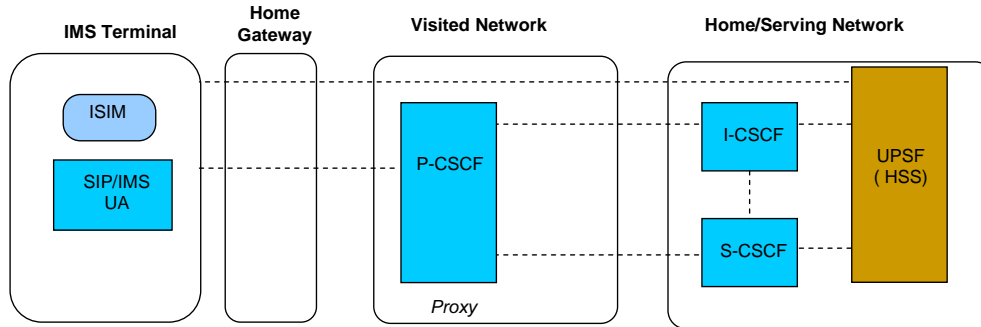 IMS Terminal
Home
Gateway
Visited Network
Home/Serving Network
ISIM
SIP/IMS
UA
P-CSCF
I-CSCF
S-CSCF
UPSF
( HSS)
Proxy